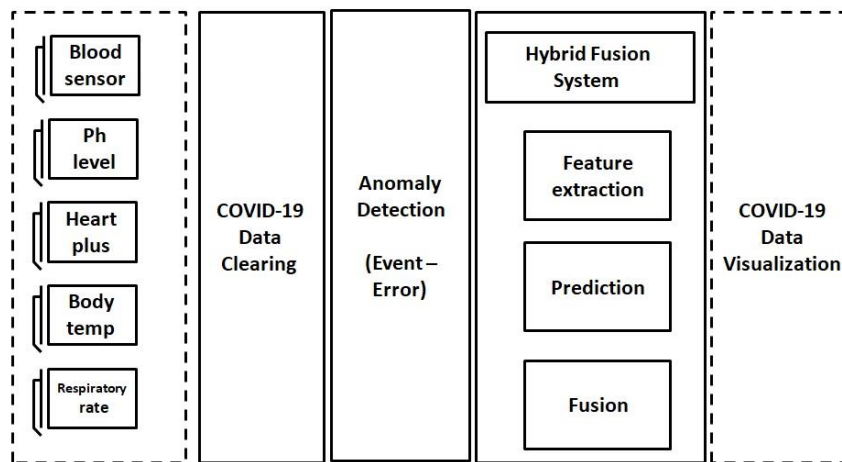 Blood
sensor
Ph
level
Heart
plus
Body
temp
Respiratory
rate
COVID-19
Data
Clearing
Anomaly
Detection
(Event –
Error)
Hybrid Fusion
System
Feature
extraction
Prediction
Fusion
COVID-19
Data
Visualization